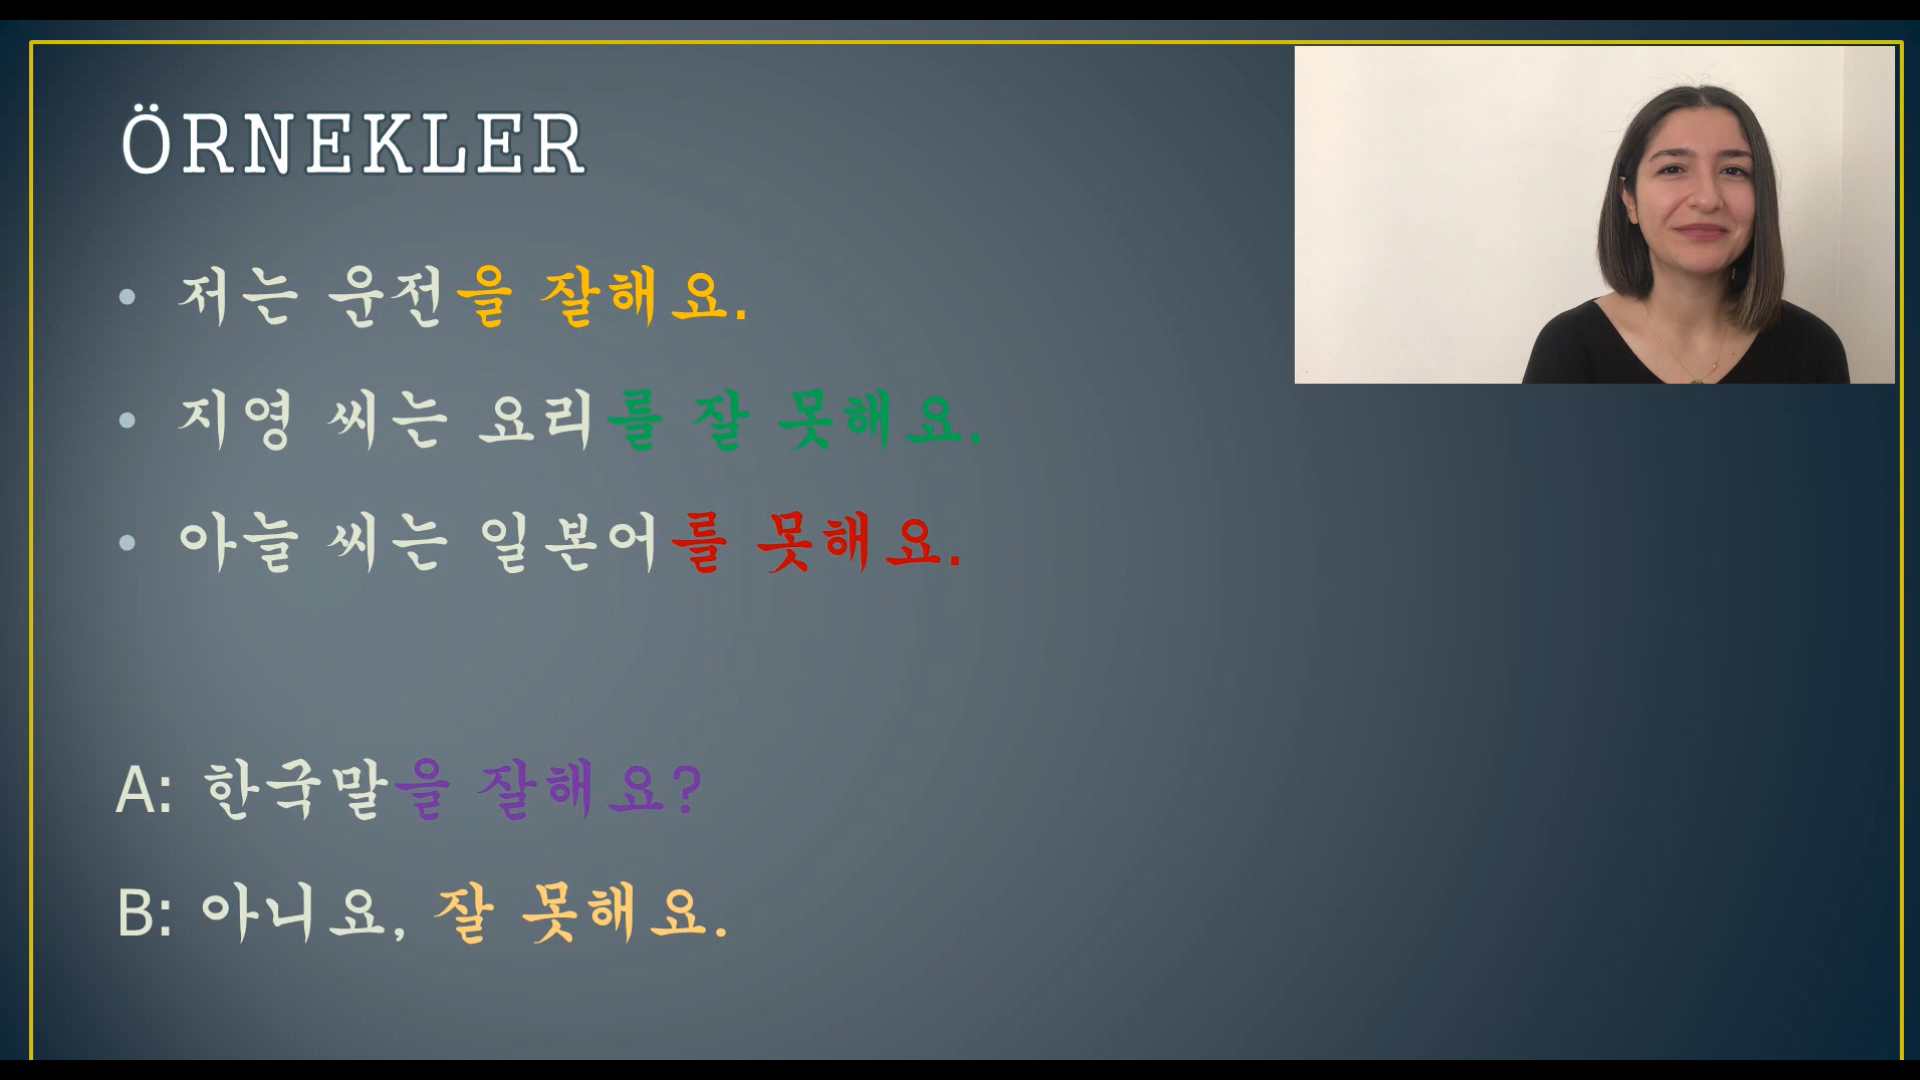 ÖRNEKLER
• 저는 운전을 잘해요.
• 지영 씨는 요리를 잘 못해요.
• 아늘 씨는 일본어를 못해요.
A: 한국말을 잘해요?
B: 아니요, 잘 못해요.